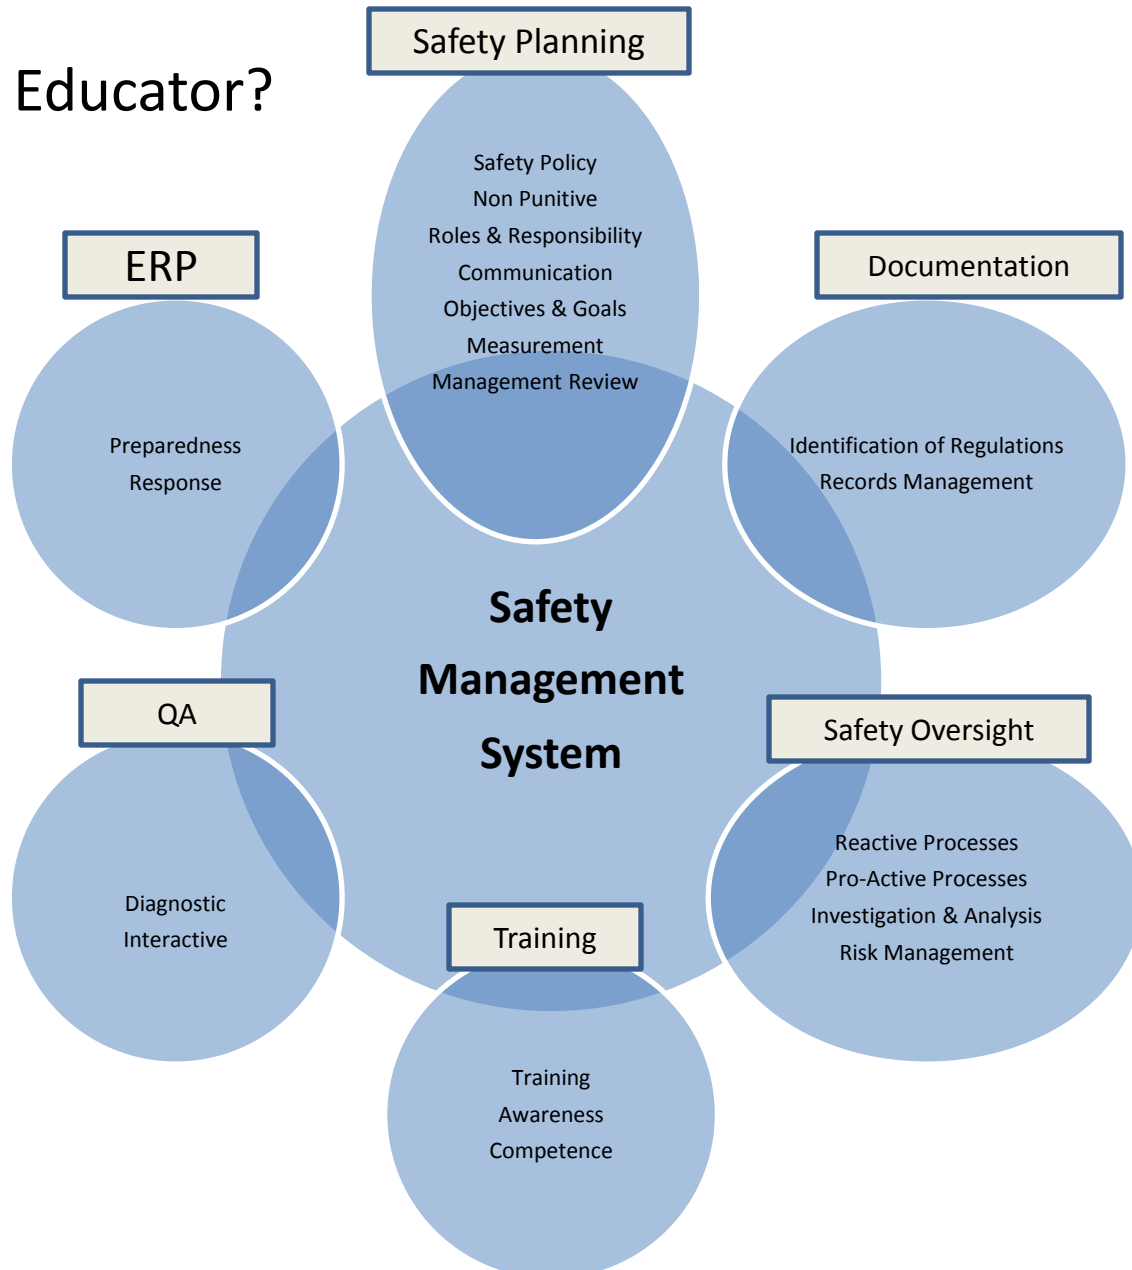 Educator?
Safety Planning
Safety Policy
Non Punitive
Roles & Responsibility
Communication
Objectives & Goals
Measurement
Management Review
ERP
Preparedness
Response
Documentation
Identification of Regulations
Records Management
Safety
Management
System
QA
Diagnostic
Interactive
Safety Oversight
Reactive Processes
Pro-Active Processes
Investigation & Analysis
Risk Management
Training
Training
Awareness
Competence